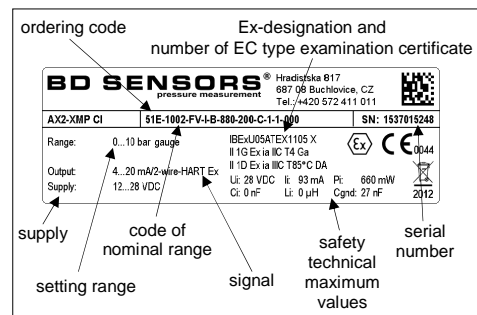 ordering code
Ex-designation and
number of EC type examination certificate
BD SENSORS®
pressure measurement
Hradistska 817
687 08 Buchlovice, CZ
Tel.: +420 572 411 011
AX2-XMP CI 51E-1002-FV-I-B-880-200-C-1-1-000 SN: 1537015248
Range: 0...10 bar gauge
IBExU05ATEX1105 X
II 1G Ex ia IIC T4 Ga
II 1D Ex ia IIIC T85°C DA
Ex CE 0044
Output: 4...20 mA/2-wire-HART Ex
Supply: 12...28 VDC
Ui: 28 VDC Ii: 93 mA Pi: 660 mW
Ci: 0 nF Li: 0 µH Cgnd: 27 nF
2012
supply
setting range
code of
nominal range
signal
safety
technical
maximum
values
serial
number